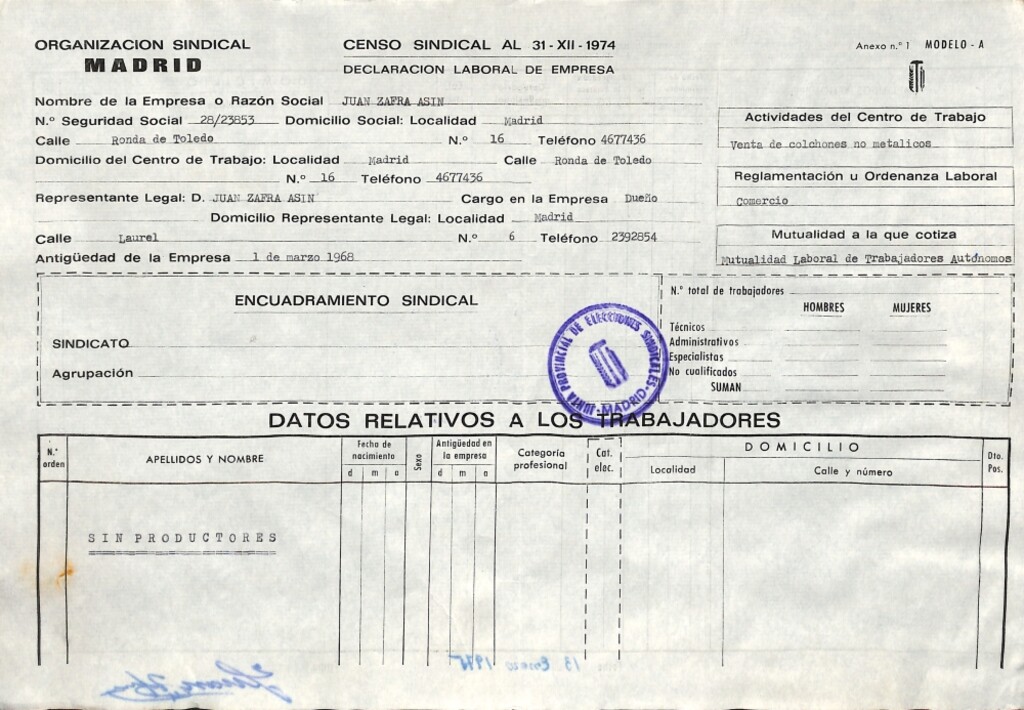 ORGANIZACION SINDICAL
MADRID
CENSO SINDICAL AL 31-XII-1974
DECLARACION LABORAL DE EMPRESA
Anexo n.º 1 MODELO - A
Nombre de la Empresa o Razón Social JUAN ZAFRA ASIN
N.º Seguridad Social 28/23853 Domicilio Social: Localidad Madrid
Calle Ronda de Toledo N.º 16 Teléfono 4677436
Domicilio del Centro de Trabajo: Localidad Madrid Calle Ronda de Toledo
N.º 16 Teléfono 4677436
Representante Legal: D. JUAN ZAFRA ASIN Cargo en la Empresa Dueño
Domicilio Representante Legal: Localidad Madrid
Calle Laurel N.º 6 Teléfono 2392854
Antigüedad de la Empresa 1 de marzo 1968
Actividades del Centro de Trabajo
Venta de colchones no metalicos
Reglamentación u Ordenanza Laboral
Comercio
Mutualidad a la que cotiza
Mutualidad Laboral de Trabajadores Autónomos
ENCUADRAMIENTO SINDICAL
SINDICATO
Agrupación
JUNTA PROVINCIAL DE ELECCIONES SINDICALES
MADRID
N.º total de trabajadores
HOMBRES MUJERES
Técnicos
Administrativos
Especialistas
No cualificados
SUMAN
DATOS RELATIVOS A LOS TRABAJADORES
N.º orden
APELLIDOS Y NOMBRE
Fecha de nacimiento
d m a
Sexo
Antigüedad en la empresa
d m a
Categoría profesional
Cat. elec.
DOMICILIO
Localidad
Calle y número
Dto. Pos.
SIN PRODUCTORES
13 Enero 1975